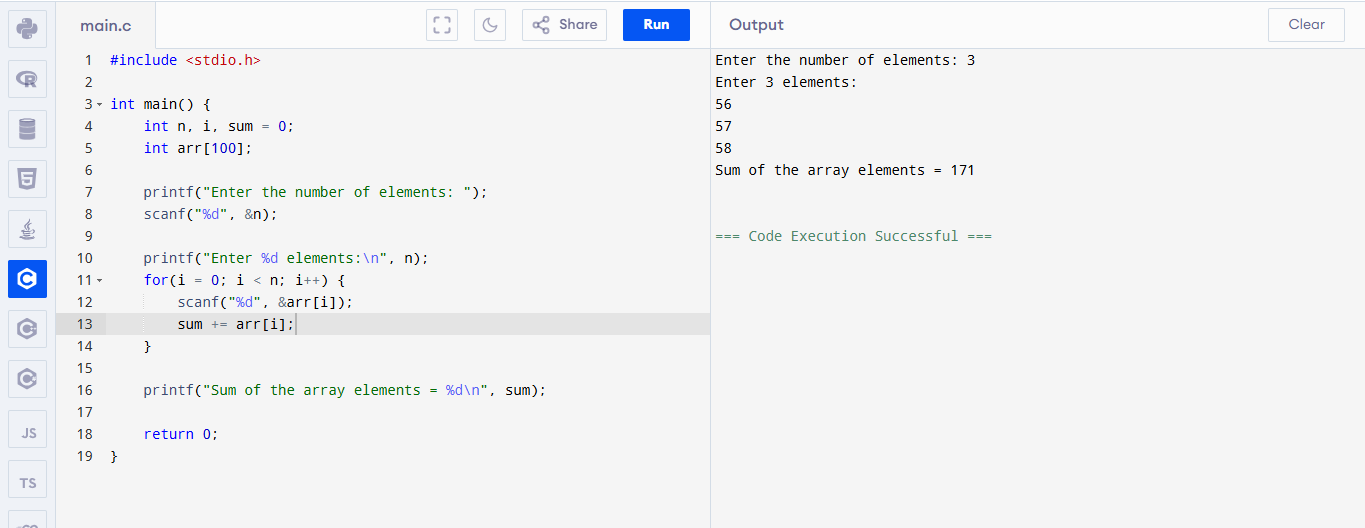 main.c
Share
Run
Output
Clear
1 #include <stdio.h>
2
3 int main() {
4     int n, i, sum = 0;
5     int arr[100];
6
7     printf("Enter the number of elements: ");
8     scanf("%d", &n);
9
10     printf("Enter %d elements:\n", n);
11     for(i = 0; i < n; i++) {
12         scanf("%d", &arr[i]);
13         sum += arr[i];
14     }
15
16     printf("Sum of the array elements = %d\n", sum);
17
18     return 0;
19 }
Enter the number of elements: 3
Enter 3 elements:
56
57
58
Sum of the array elements = 171
=== Code Execution Successful ===
R
5
C
C
C
JS
TS